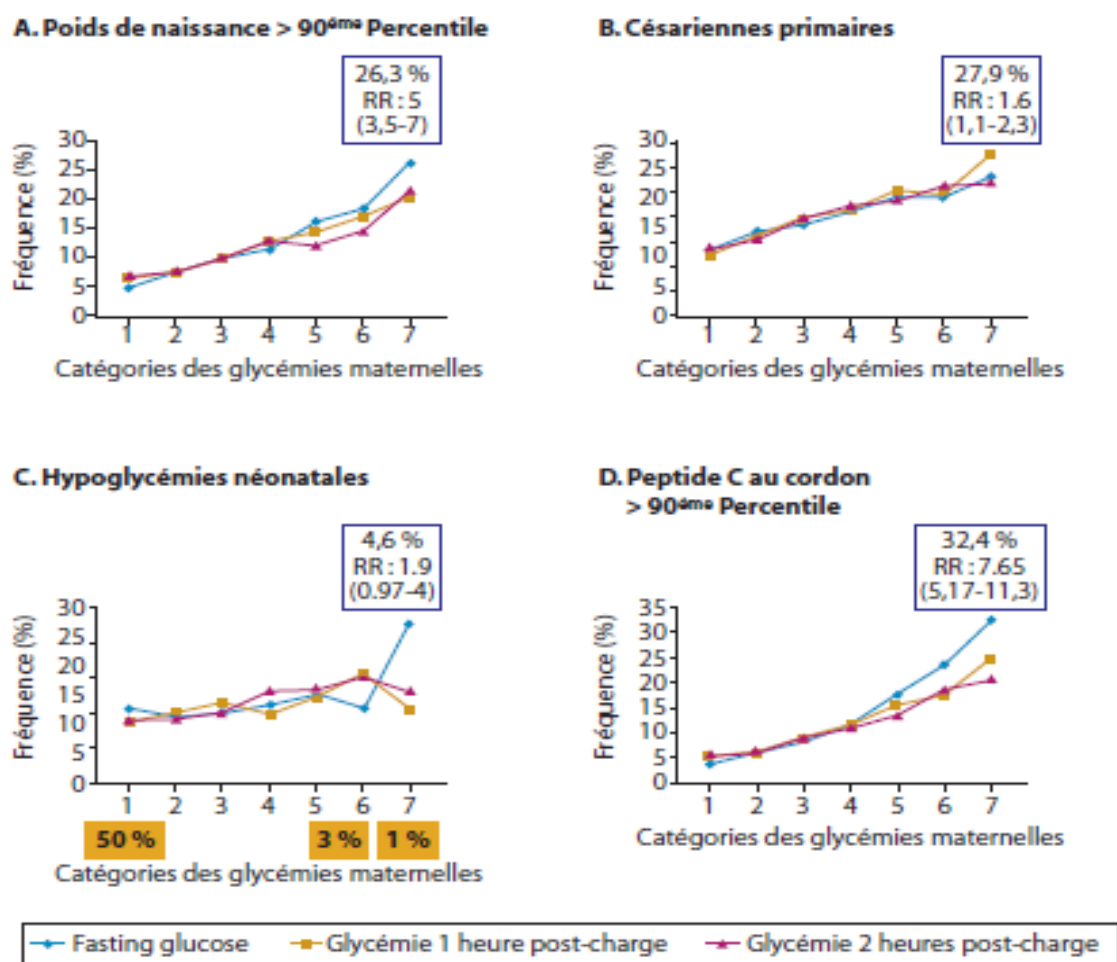 A. Poids de naissance > 90ème Percentile
26,3 %
RR : 5
(3,5-7)
Fréquence (%)
30
25
20
15
10
5
0
1 2 3 4 5 6 7
Catégories des glycémies maternelles
B. Césariennes primaires
27,9 %
RR : 1.6
(1,1-2,3)
Fréquence (%)
30
25
20
15
10
5
0
1 2 3 4 5 6 7
Catégories des glycémies maternelles
C. Hypoglycémies néonatales
4,6 %
RR : 1.9
(0.97-4)
Fréquence (%)
30
25
20
15
10
5
0
1 2 3 4 5 6 7
50 % 3 % 1 %
Catégories des glycémies maternelles
D. Peptide C au cordon
> 90ème Percentile
32,4 %
RR : 7.65
(5,17-11,3)
Fréquence (%)
35
30
25
20
15
10
5
0
1 2 3 4 5 6 7
Catégories des glycémies maternelles
Fasting glucose Glycémie 1 heure post-charge Glycémie 2 heures post-charge